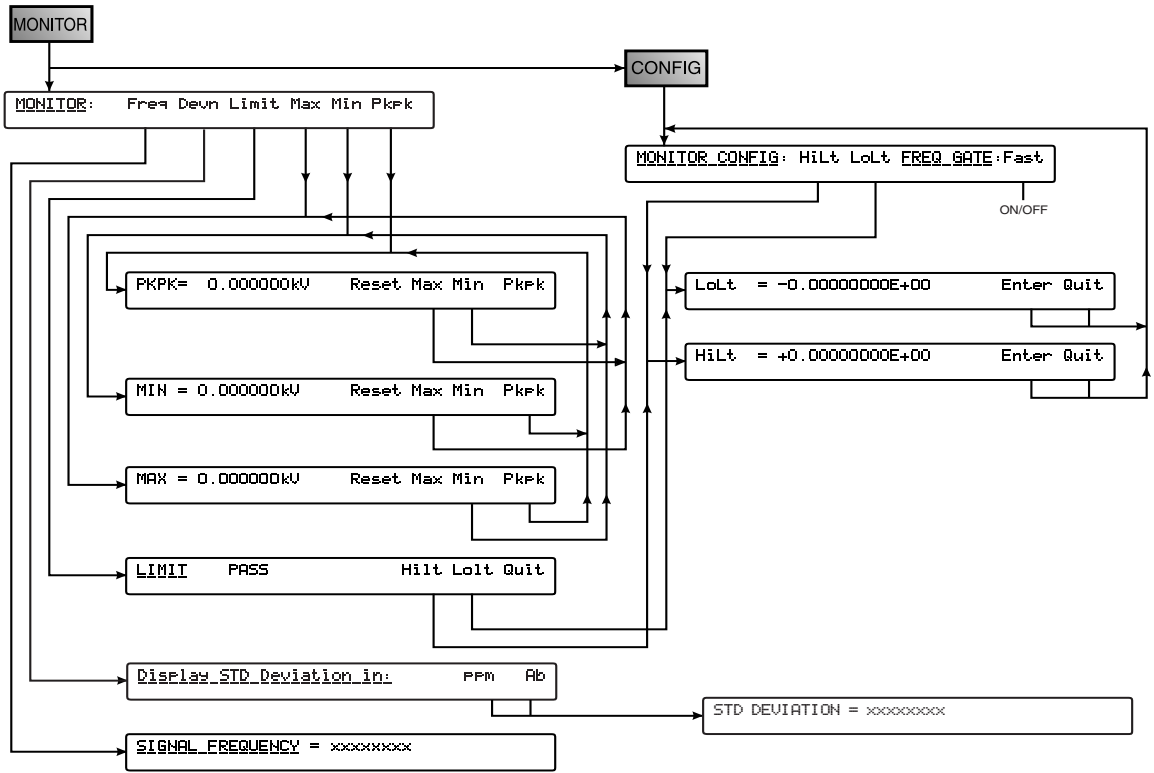 MONITOR
CONFIG
MONITOR: Freq Devn Limit Max Min Pkpk
MONITOR CONFIG: HiLt LoLt FREQ GATE:Fast
ON/OFF
PKPK= 0.000000kV Reset Max Min Pkpk
LoLt = -0.00000000E+00 Enter Quit
HiLt = +0.00000000E+00 Enter Quit
MIN = 0.000000kV Reset Max Min Pkpk
MAX = 0.000000kV Reset Max Min Pkpk
LIMIT PASS Hilt Lolt Quit
Display STD Deviation in: ppm Ab
STD DEVIATION = xxxxxxxx
SIGNAL FREQUENCY = xxxxxxxx